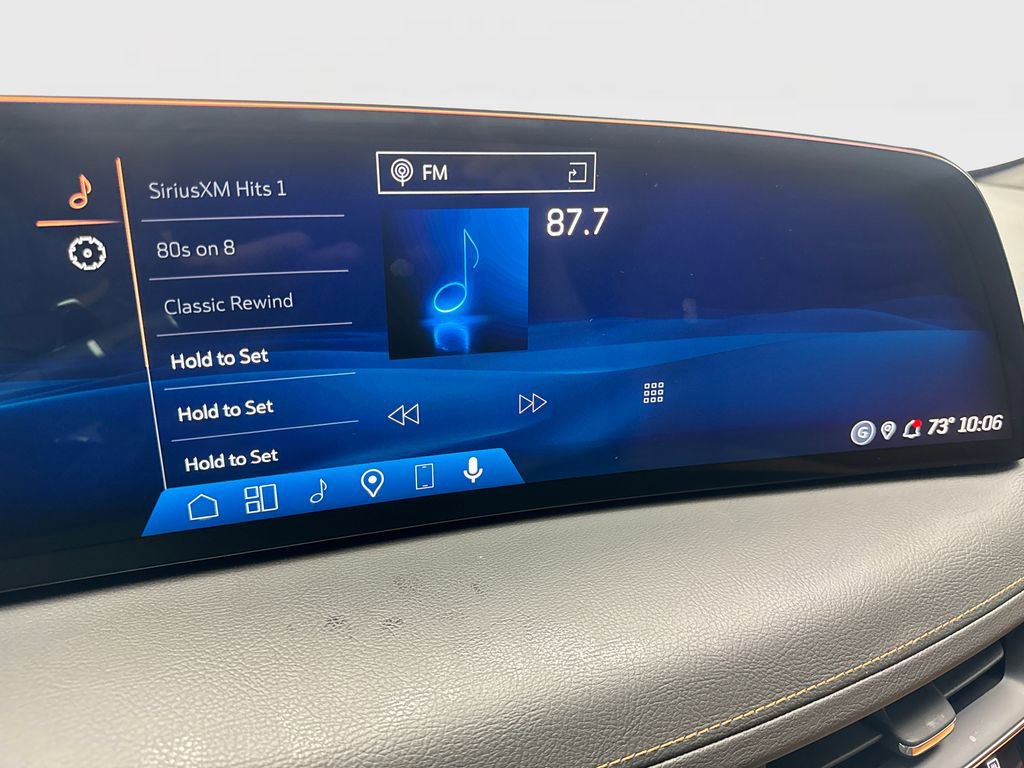 SiriusXM Hits 1
80s on 8
Classic Rewind
Hold to Set
Hold to Set
Hold to Set
FM
87.7
G 73° 10:06